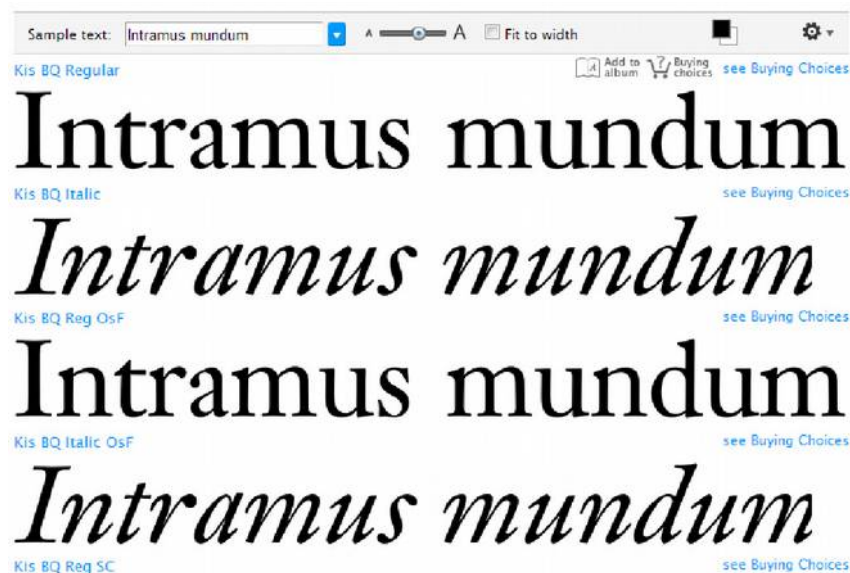 Sample text: Intramus mundum A A Fit to width
Kis BQ Regular Add to album Buying choices see Buying Choices
Intramus mundum
Kis BQ Italic see Buying Choices
Intramus mundum
Kis BQ Reg OsF see Buying Choices
Intramus mundum
Kis BQ Italic OsF see Buying Choices
Intramus mundum
Kis BQ Reg SC see Buying Choices